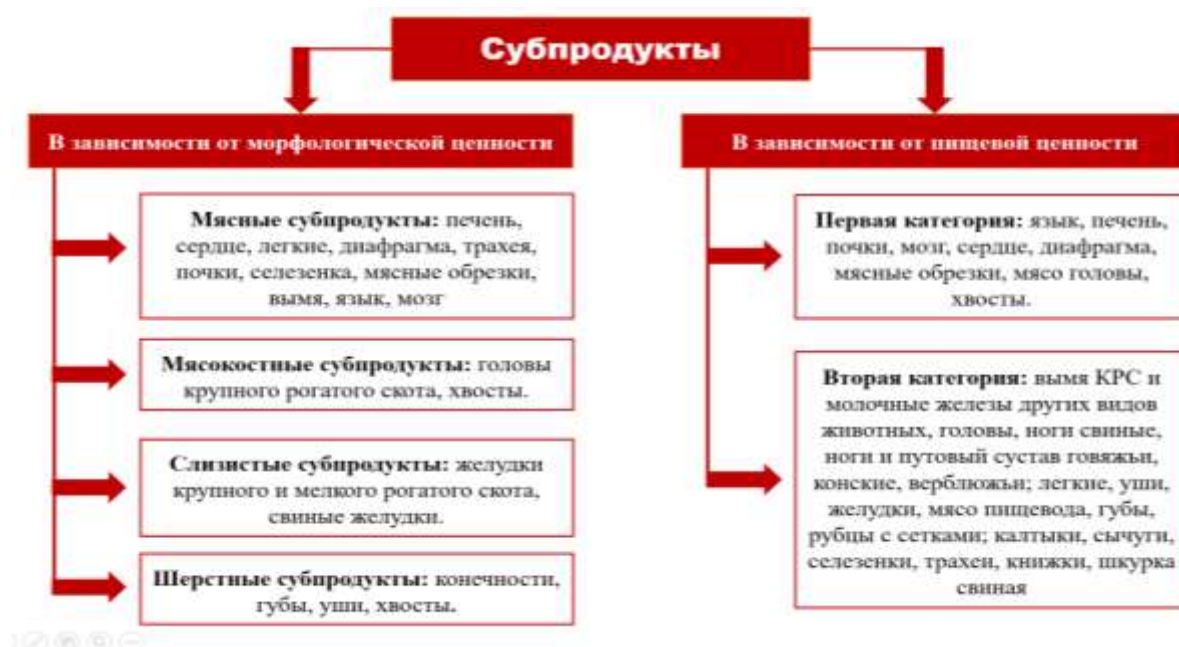 Субпродукты
В зависимости от морфологической ценности
Мясные субпродукты: печень,
сердце, легкие, диафрагма, трахея,
почки, селезенка, мясные обрезки,
вымя, язык, мозг
Мясокостные субпродукты: головы
крупного рогатого скота, хвосты.
Слизистые субпродукты: желудки
крупного и мелкого рогатого скота,
свиные желудки.
Шерстные субпродукты: конечности,
губы, уши, хвосты.
В зависимости от пищевой ценности
Первая категория: язык, печень,
почки, мозг, сердце, диафрагма,
мясные обрезки, мясо головы,
хвосты.
Вторая категория: вымя КРС и
молочные железы других видов
животных, головы, ноги свиные,
ноги и путовый сустав говяжьи,
конские, верблюжьи; легкие, уши,
желудки, мясо пищевода, губы,
рубцы с сетками; калтыки, сычуги,
селезенки, трахеи, книжки, шкурка
свиная